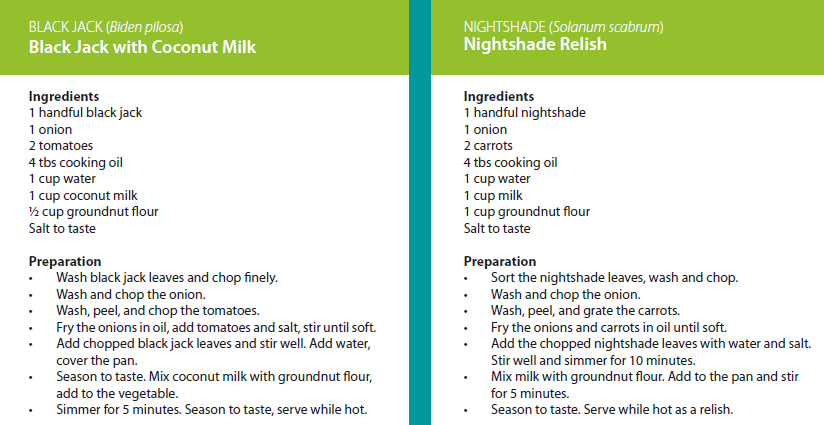 BLACK JACK (Biden pilosa)
Black Jack with Coconut Milk
Ingredients
1 handful black jack
1 onion
2 tomatoes
4 tbs cooking oil
1 cup water
1 cup coconut milk
½ cup groundnut flour
Salt to taste
Preparation
• Wash black jack leaves and chop finely.
• Wash and chop the onion.
• Wash, peel, and chop the tomatoes.
• Fry the onions in oil, add tomatoes and salt, stir until soft.
• Add chopped black jack leaves and stir well. Add water,
cover the pan.
• Season to taste. Mix coconut milk with groundnut flour,
add to the vegetable.
• Simmer for 5 minutes. Season to taste, serve while hot.
NIGHTSHADE (Solanum scabrum)
Nightshade Relish
Ingredients
1 handful nightshade
1 onion
2 carrots
4 tbs cooking oil
1 cup water
1 cup milk
1 cup groundnut flour
Salt to taste
Preparation
• Sort the nightshade leaves, wash and chop.
• Wash and chop the onion.
• Wash, peel, and grate the carrots.
• Fry the onions and carrots in oil until soft.
• Add the chopped nightshade leaves with water and salt.
Stir well and simmer for 10 minutes.
• Mix milk with groundnut flour. Add to the pan and stir
for 5 minutes.
• Season to taste. Serve while hot as a relish.